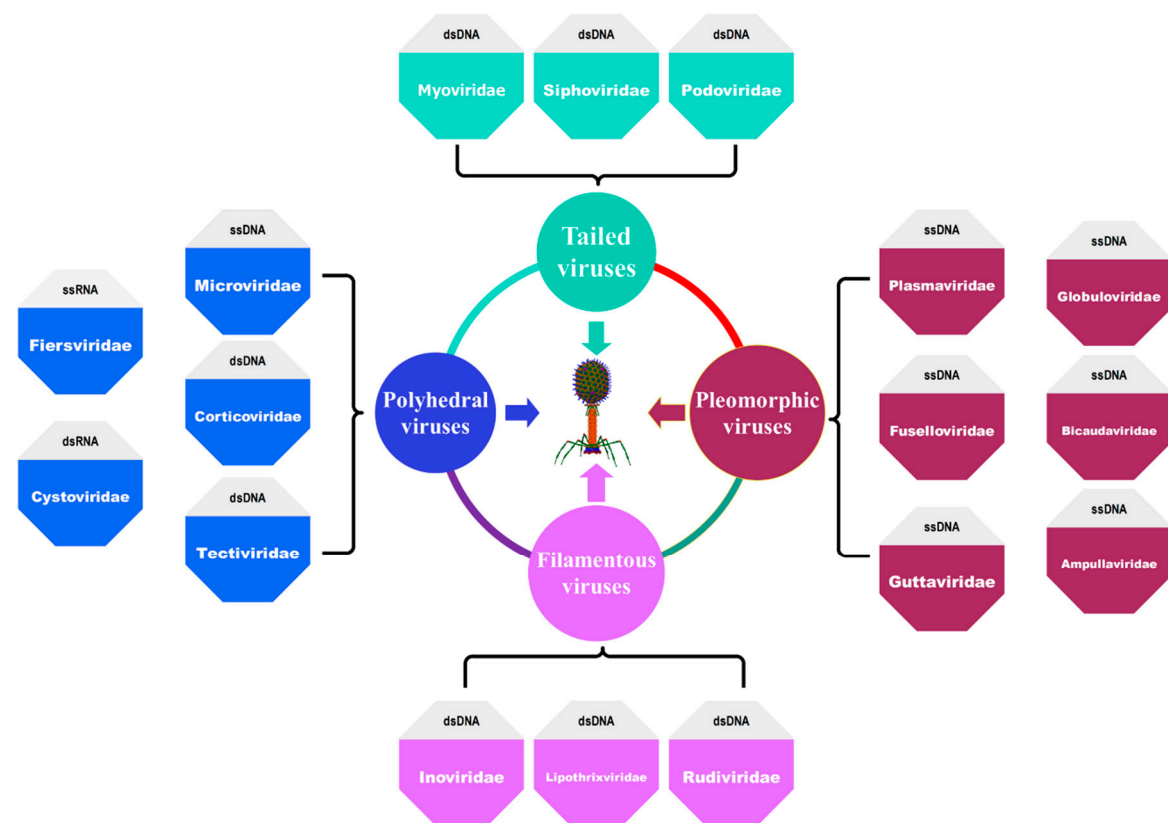 dsDNA
Myoviridae
dsDNA
Siphoviridae
dsDNA
Podoviridae
Tailed
viruses
ssRNA
Fiersviridae
dsRNA
Cystoviridae
ssDNA
Microviridae
dsDNA
Corticoviridae
dsDNA
Tectiviridae
Polyhedral
viruses
Pleomorphic
viruses
ssDNA
Plasmaviridae
ssDNA
Globuloviridae
ssDNA
Fuselloviridae
ssDNA
Bicaudaviridae
ssDNA
Guttaviridae
ssDNA
Ampullaviridae
Filamentous
viruses
dsDNA
Inoviridae
dsDNA
Lipothrixviridae
dsDNA
Rudiviridae